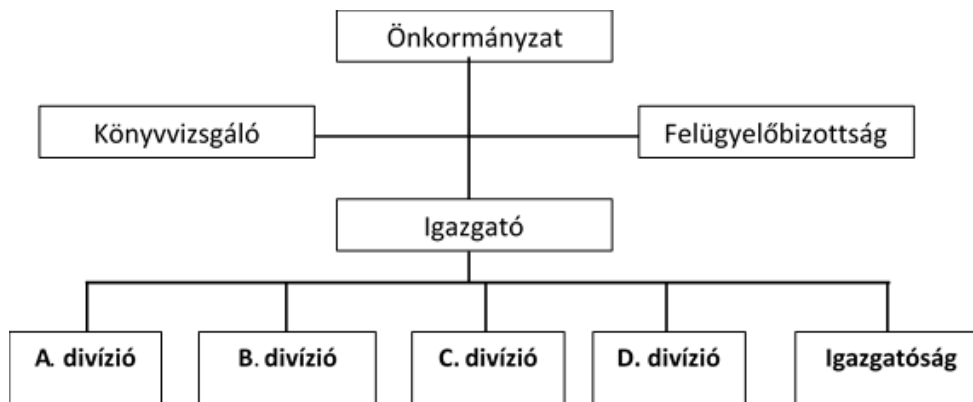 Önkormányzat
Könyvvizsgáló
Felügyelőbizottság
Igazgató
A. divízió
B. divízió
C. divízió
D. divízió
Igazgatóság